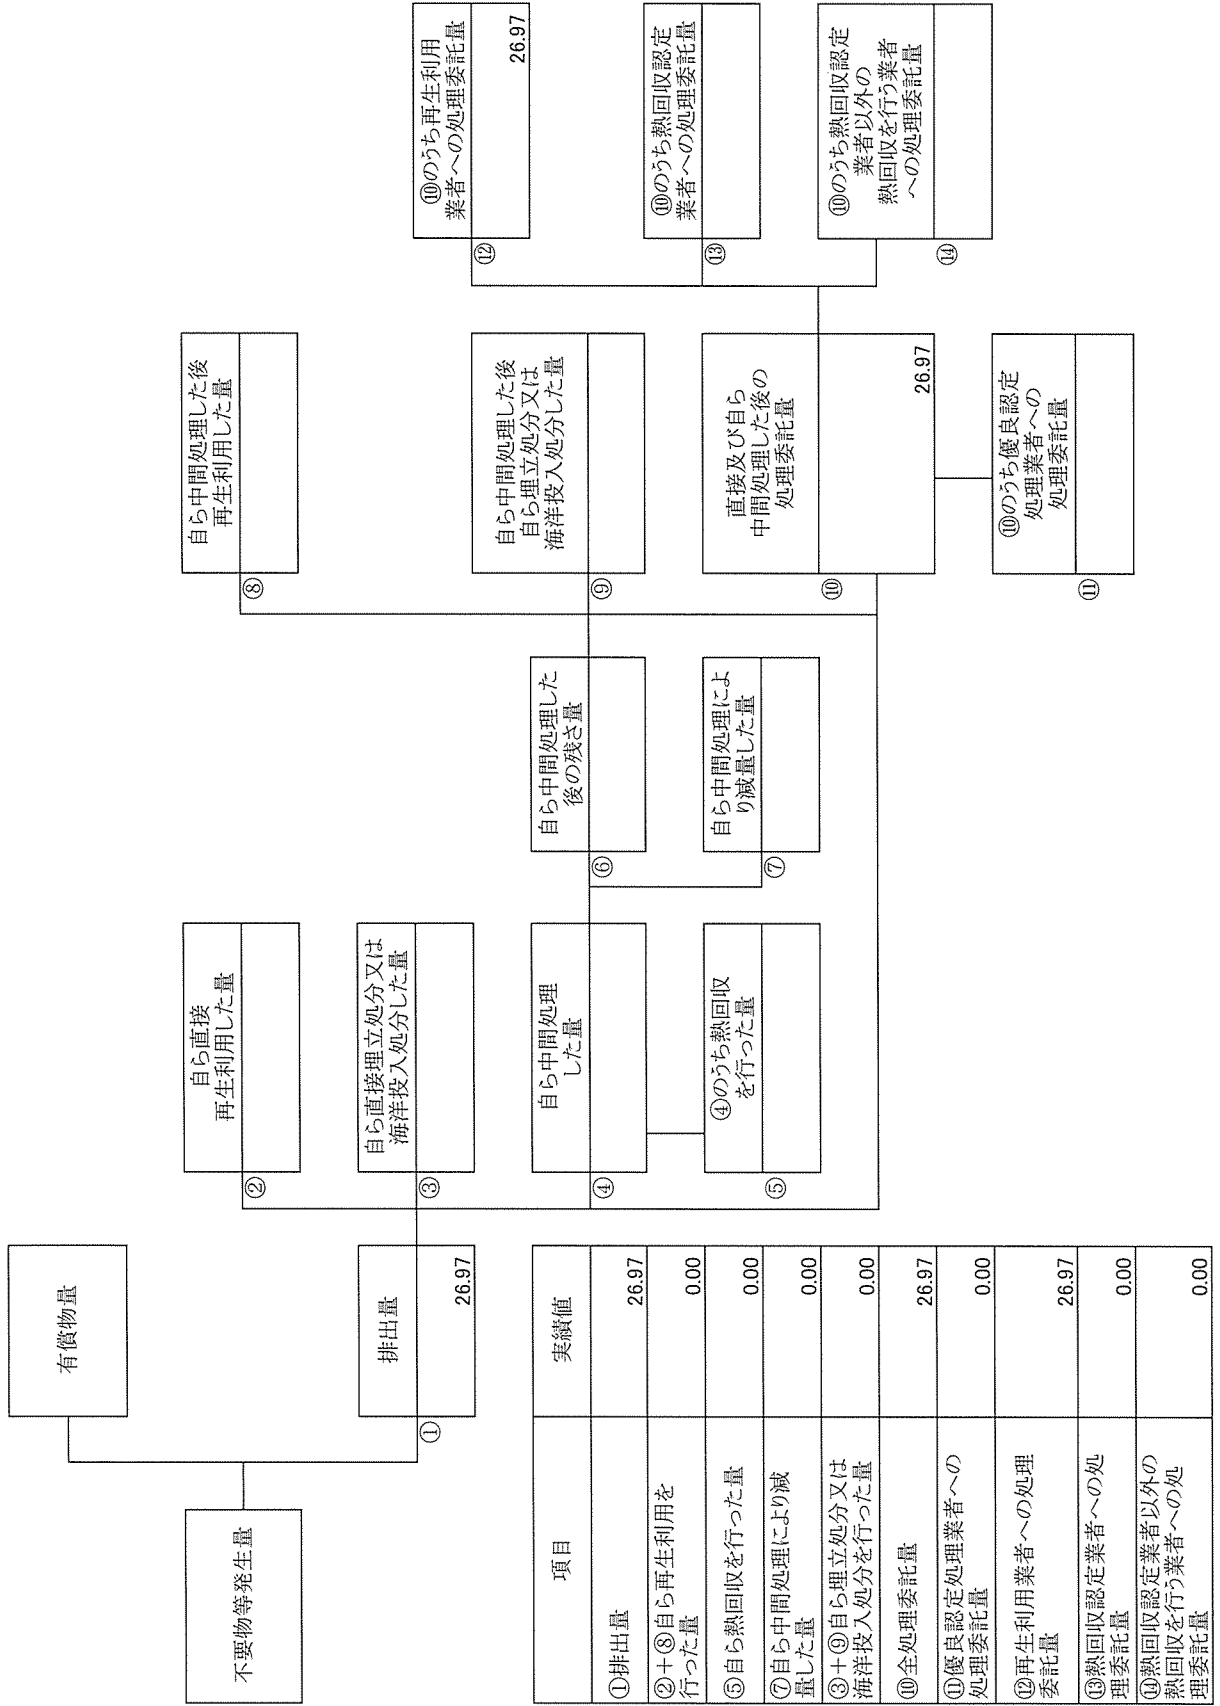 不要物等発生量
有償物量
排出量
①
26.97
自ら直接
再生利用した量
②
自ら直接埋立処分又は
海洋投入処分した量
③
自ら中間処理
した量
④
④のうち熱回収
を行った量
⑤
自ら中間処理した
後の残さ量
⑥
自ら中間処理によ
り減量した量
⑦
自ら中間処理した後
再生利用した量
⑧
自ら中間処理した後
自ら埋立処分又は
海洋投入処分した量
⑨
直接及び自ら
中間処理した後の
処理委託量
⑩
26.97
⑩のうち優良認定
処理業者への
処理委託量
⑪
⑩のうち再生利用
業者への処理委託量
⑫
26.97
⑩のうち熱回収認定
業者への処理委託量
⑬
⑩のうち熱回収認定
業者以外の
熱回収を行う業者
への処理委託量
⑭
項目 実績値
①排出量 26.97
②+⑧自ら再生利用を
行った量 0.00
⑤自ら熱回収を行った量 0.00
⑦自ら中間処理により減
量した量 0.00
③+⑨自ら埋立処分又は
海洋投入処分を行った量 0.00
⑩全処理委託量 26.97
⑪優良認定処理業者への
処理委託量 0.00
⑫再生利用業者への処理
委託量 26.97
⑬熱回収認定業者への処
理委託量 0.00
⑭熱回収認定業者以外の
熱回収を行う業者への処
理委託量 0.00